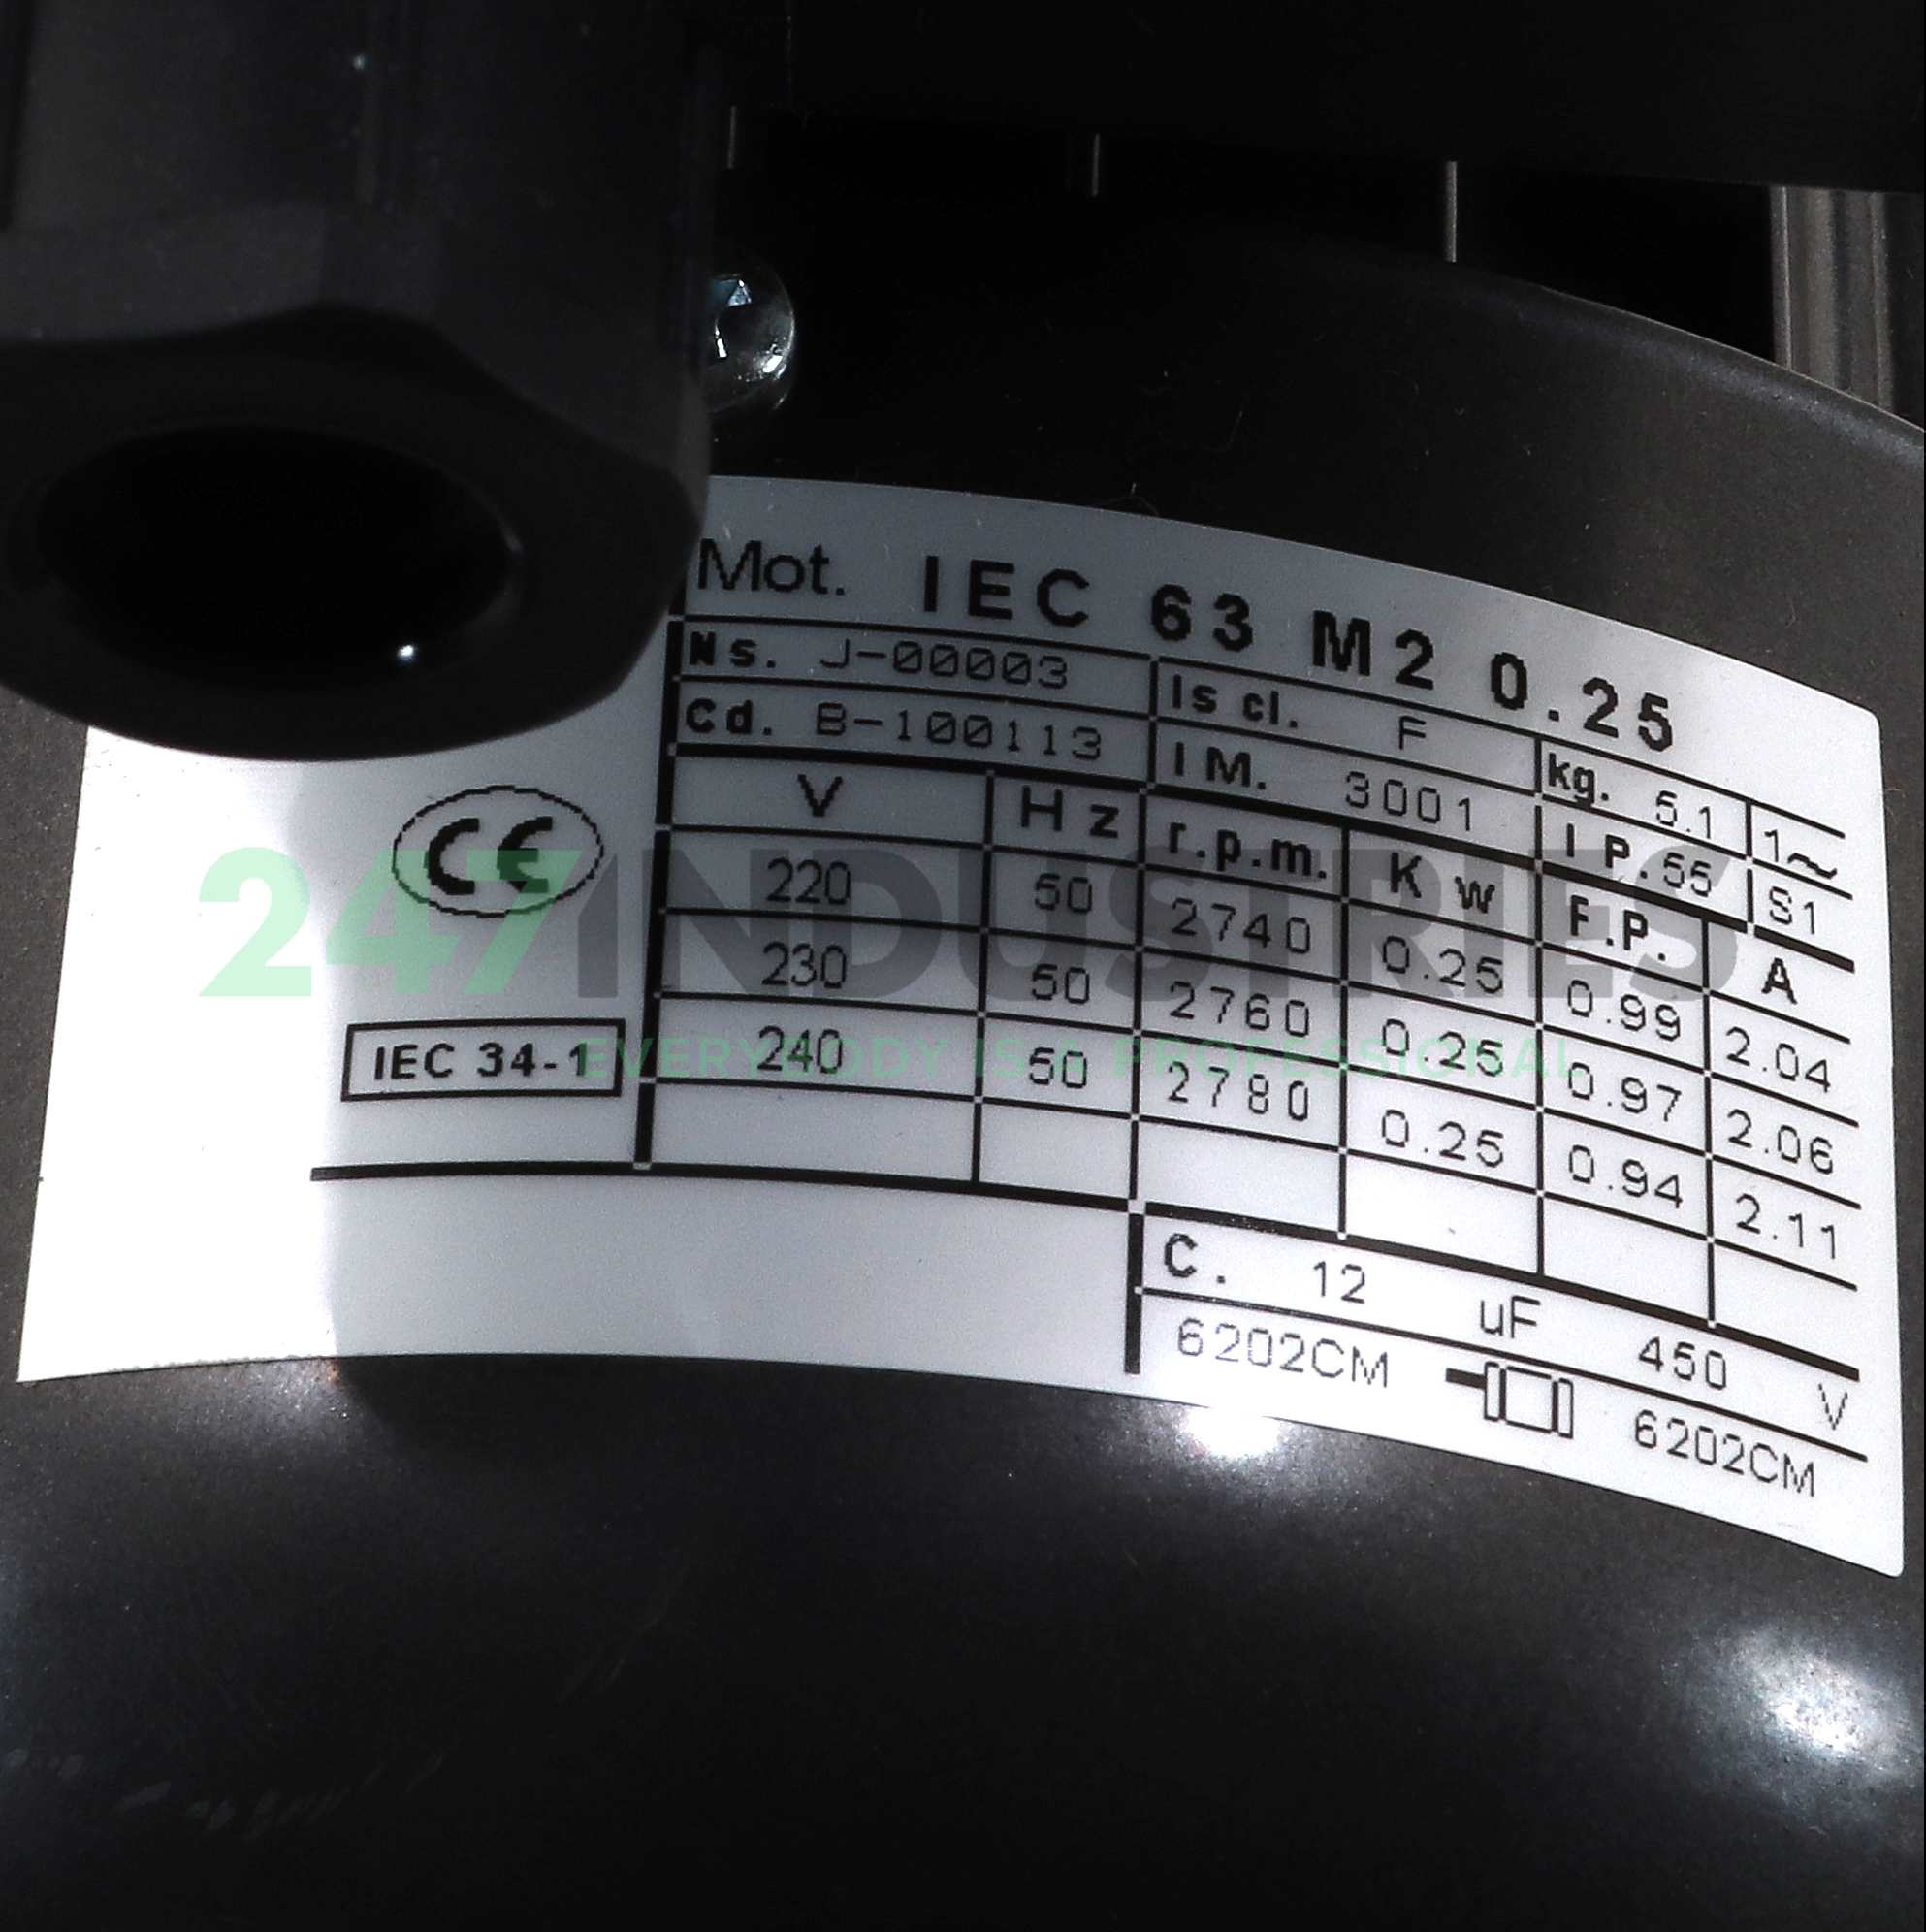 Mot. IEC 63 M2 0.25
Ns. J-00003 Is cl. F kg. 5.1 1~
Cd. B-100113 IM. 3001 IP.55 S1
V Hz r.p.m. Kw F.P. A
220 50 2740 0.25 0.99 2.04
230 50 2760 0.25 0.97 2.06
240 50 2780 0.25 0.94 2.11
CE
IEC 34-1
C. 12 uF 450 V
6202CM 6202CM
247INDUSTRIES
EVERYBODY IS A PROFESSIONAL